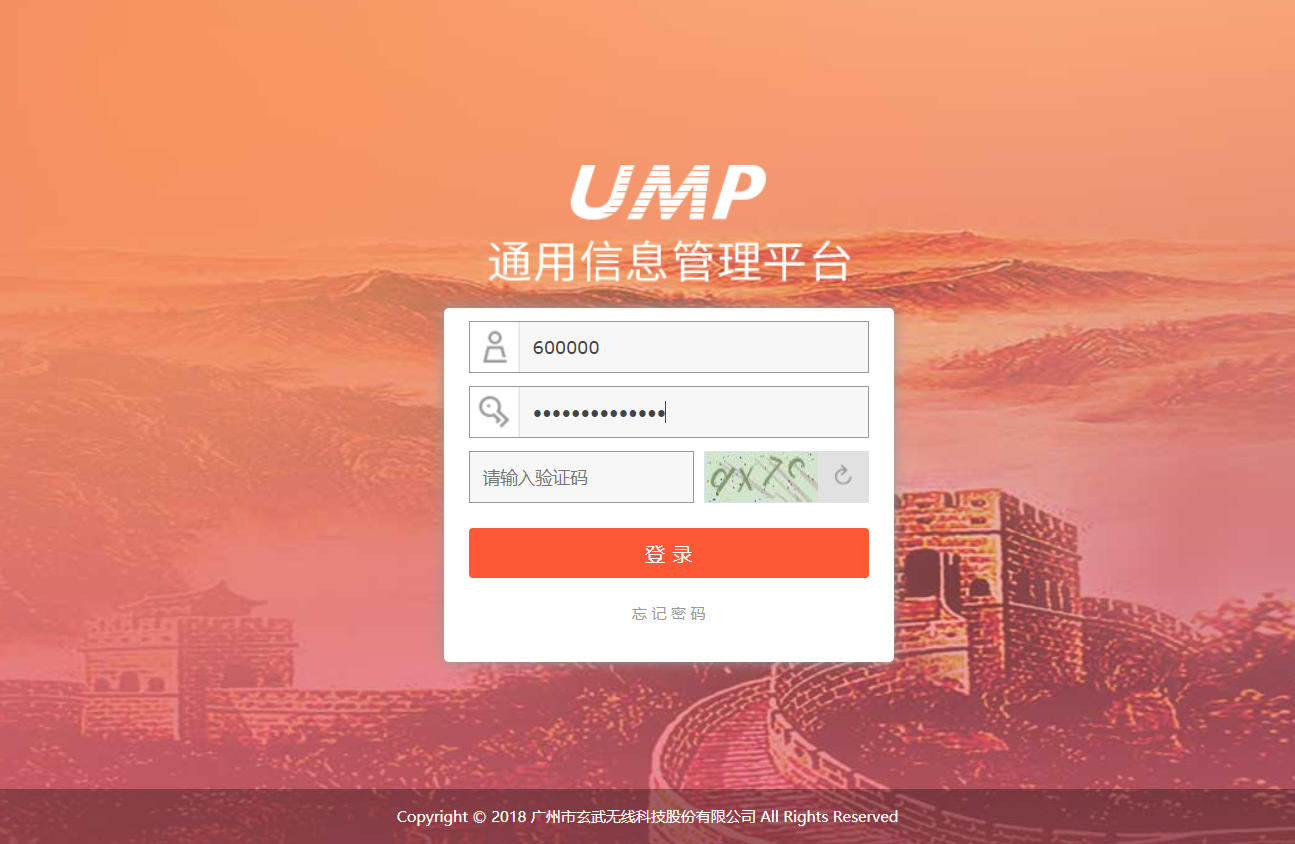 UMP
通用信息管理平台
600000
请输入验证码
登 录
忘 记 密 码
Copyright © 2018 广州市玄武无线科技股份有限公司 All Rights Reserved